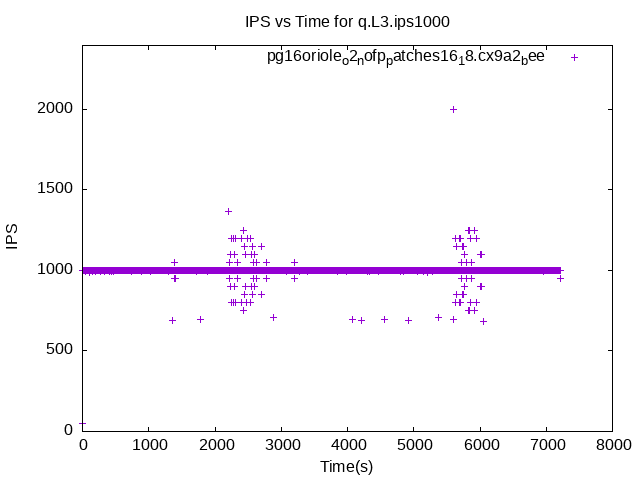 IPS vs Time for q.L3.ips1000
pg16oriole₀2ₙofpₚatches16₁8.cx9a2_bee
2000
1500
1000
500
0
IPS
0 1000 2000 3000 4000 5000 6000 7000 8000
Time(s)